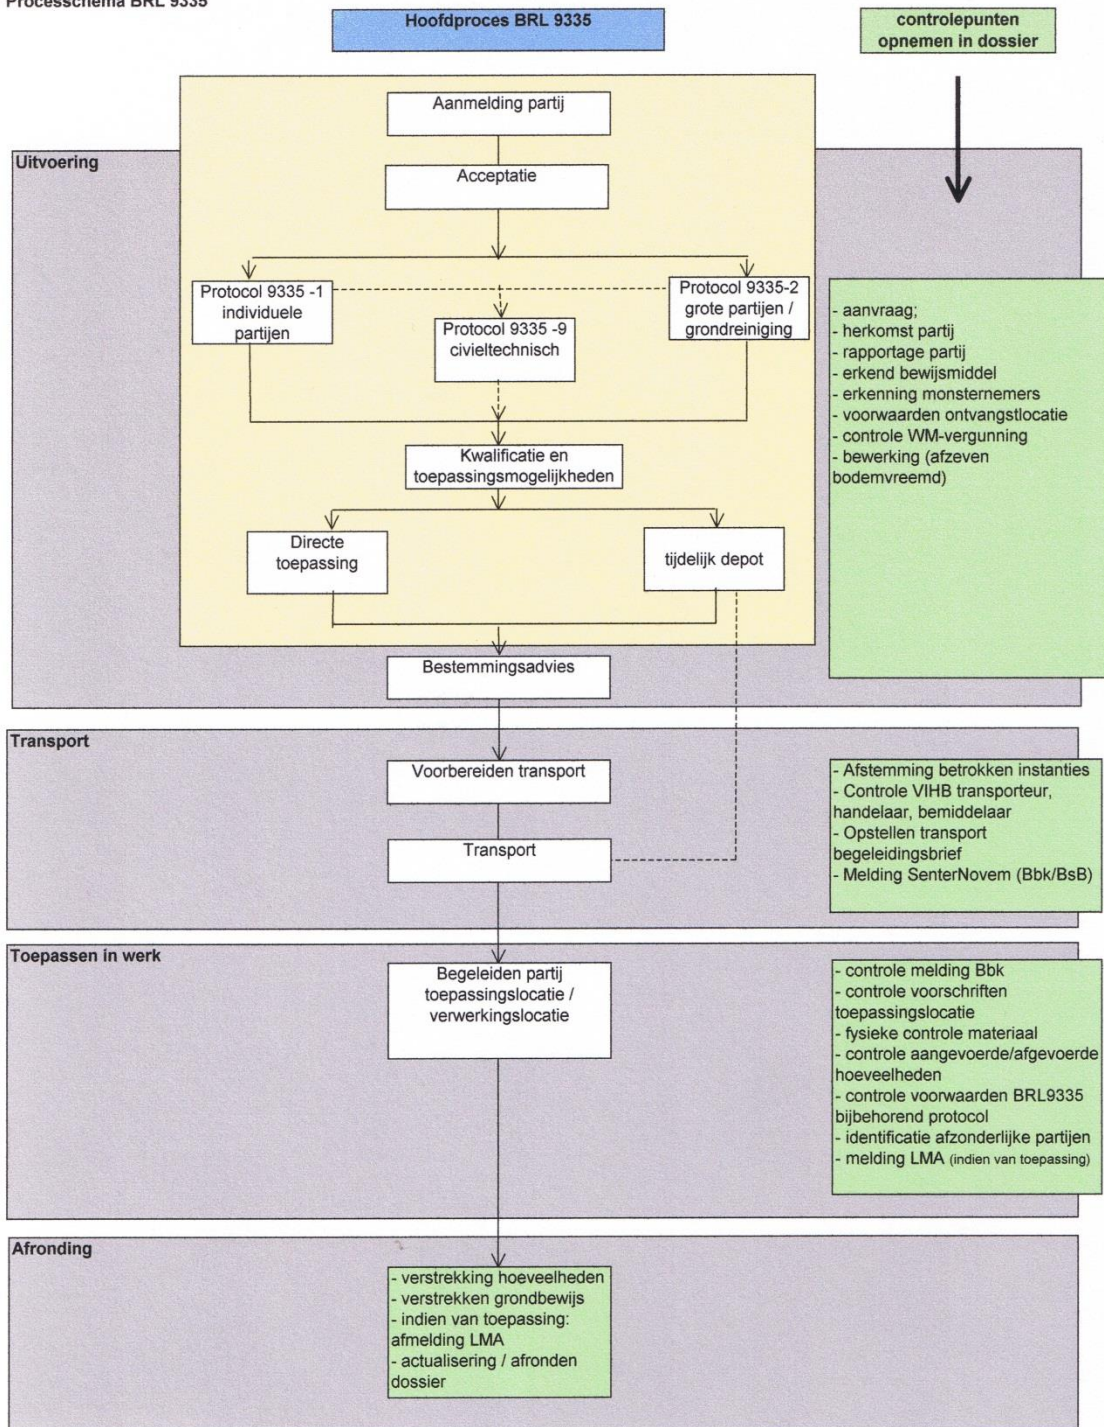 Processchema BRL 9335
Hoofdproces BRL 9335
controlepunten
opnemen in dossier
Aanmelding partij
Uitvoering
Acceptatie
Protocol 9335 -1
individuele
partijen
Protocol 9335 -9
civieltechnisch
Protocol 9335-2
grote partijen /
grondreiniging
- aanvraag;
- herkomst partij
- rapportage partij
- erkend bewijsmiddel
- erkenning monsternemers
- voorwaarden ontvangstlocatie
- controle WM-vergunning
- bewerking (afzeven
bodemvreemd)
Kwalificatie en
toepassingsmogelijkheden
Directe
toepassing
tijdelijk depot
Bestemmingsadvies
Transport
Voorbereiden transport
Transport
- Afstemming betrokken instanties
- Controle VIHB transporteur,
handelaar, bemiddelaar
- Opstellen transport
begeleidingsbrief
- Melding SenterNovem (Bbk/BsB)
Toepassen in werk
Begeleiden partij
toepassingslocatie /
verwerkingslocatie
- controle melding Bbk
- controle voorschriften
toepassingslocatie
- fysieke controle materiaal
- controle aangevoerde/afgevoerde
hoeveelheden
- controle voorwaarden BRL9335
bijbehorend protocol
- identificatie afzonderlijke partijen
- melding LMA (indien van toepassing)
Afronding
- verstrekking hoeveelheden
- verstrekken grondbewijs
- indien van toepassing:
afmelding LMA
- actualisering / afronden
dossier